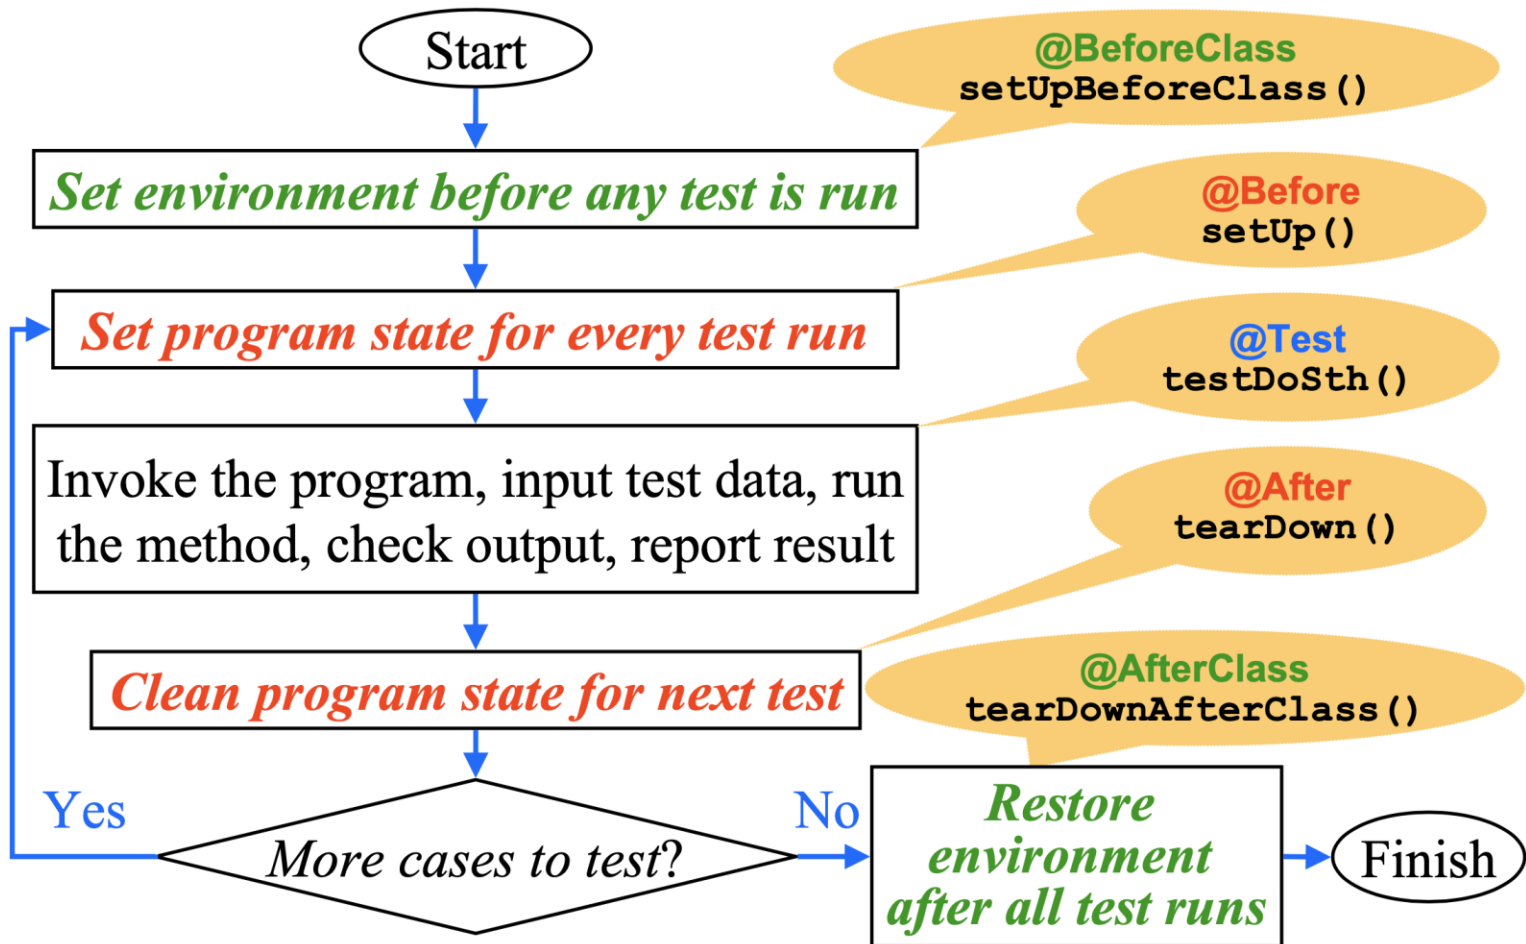 Start
@BeforeClass
setUpBeforeClass()
Set environment before any test is run
@Before
setUp()
Set program state for every test run
@Test
testDoSth()
Invoke the program, input test data, run
the method, check output, report result
@After
tearDown()
Clean program state for next test
@AfterClass
tearDownAfterClass()
Yes
More cases to test?
No
Restore
environment
after all test runs
Finish